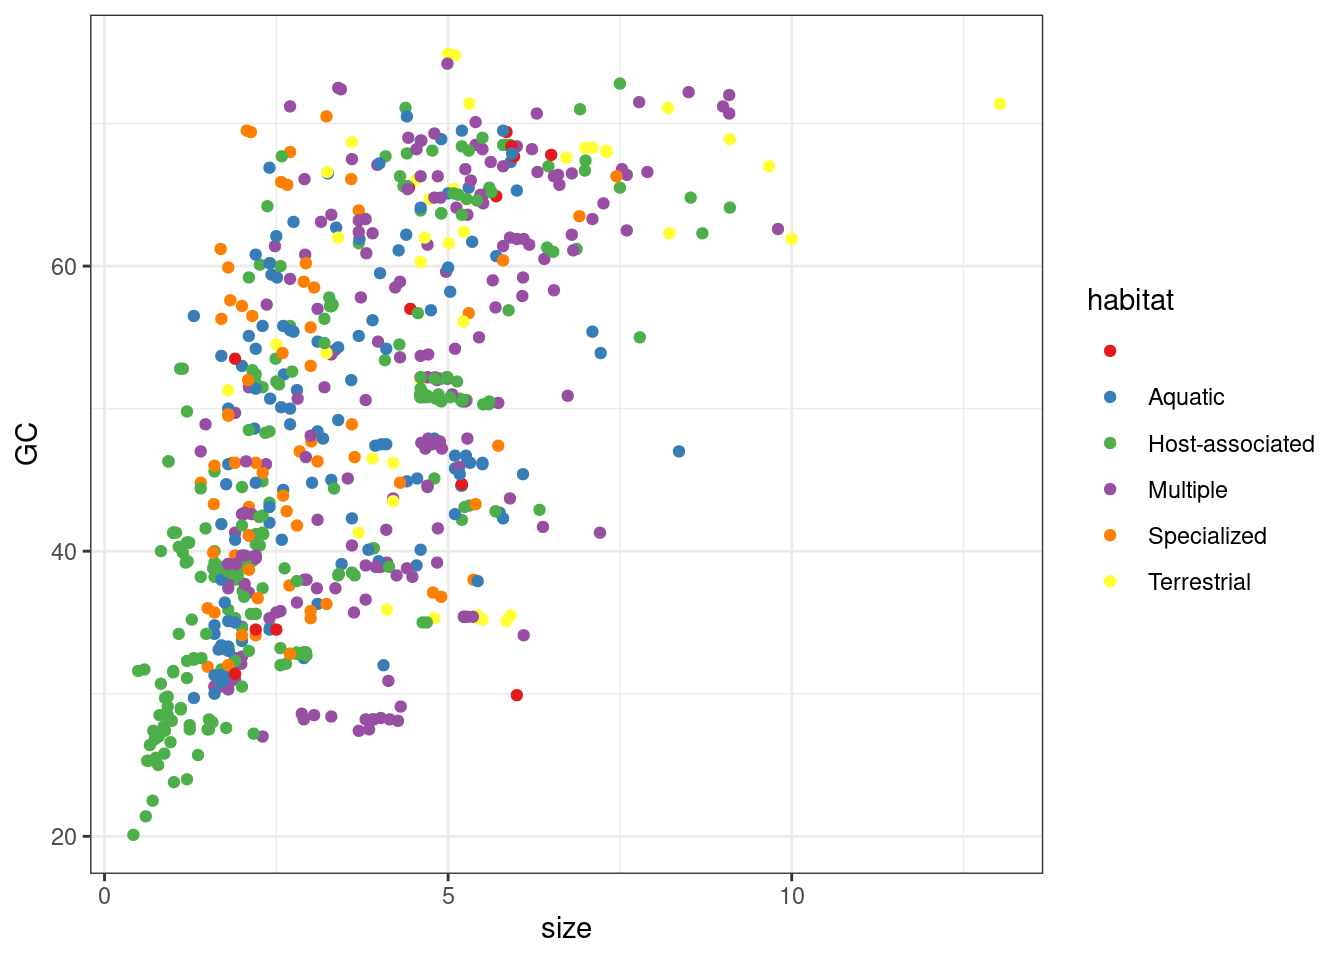 60
40
20
GC
0
5
10
size
habitat
Aquatic
Host-associated
Multiple
Specialized
Terrestrial